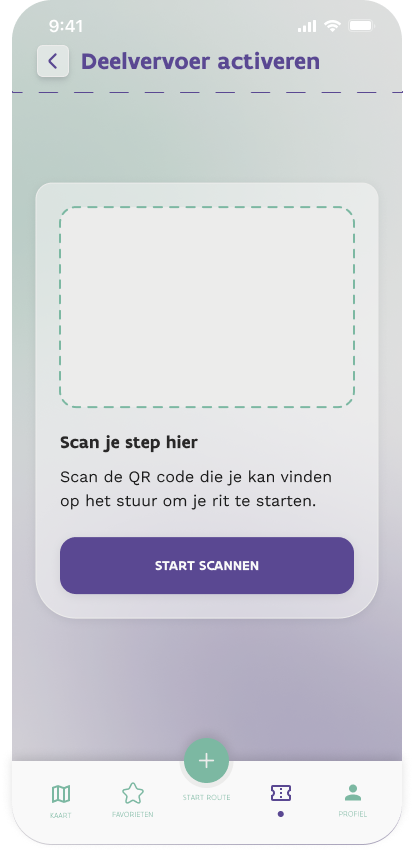 9:41
Deelvervoer activeren
Scan je step hier
Scan de QR code die je kan vinden
op het stuur om je rit te starten.
START SCANNEN
KAART
FAVORIETEN
START ROUTE
PROFIEL